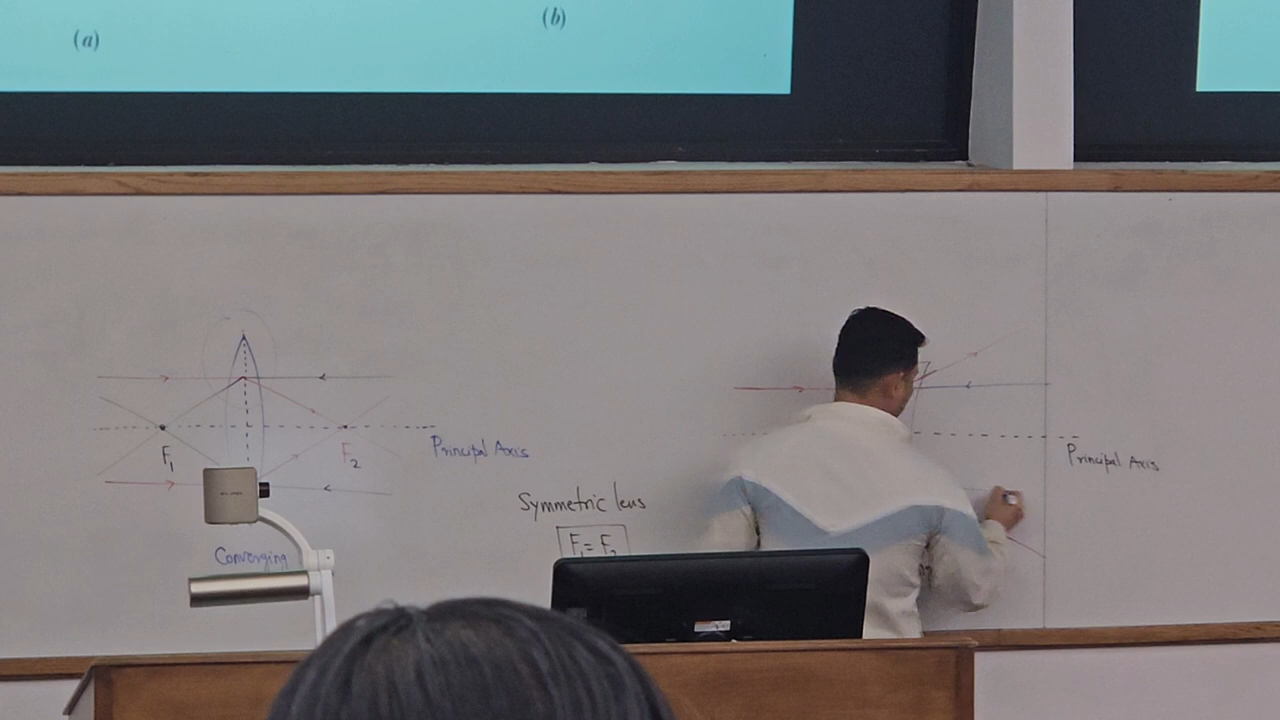 (a)
(b)
F₁
F₂
Principal Axis
Converging
Symmetric lens
F₁ = F₂
Principal Axis